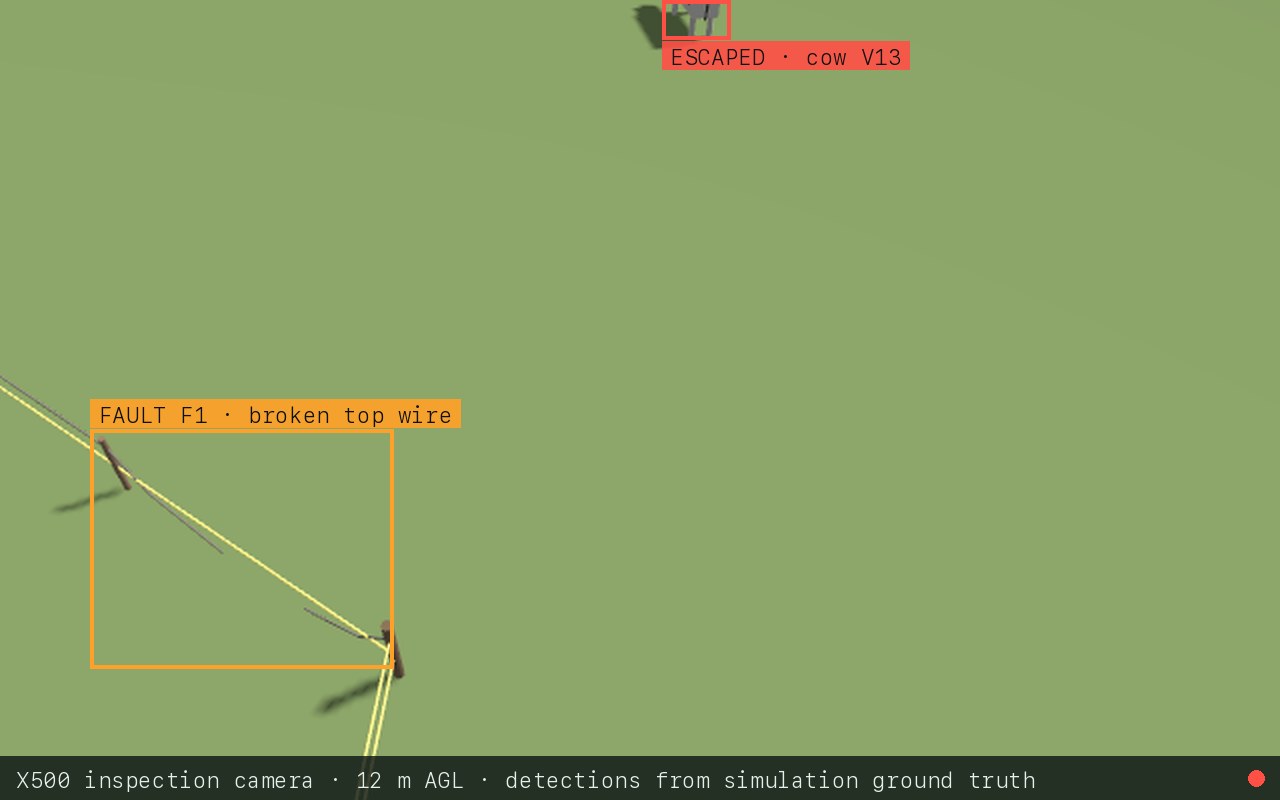 ESCAPED · cow V13
FAULT F1 · broken top wire
X500 inspection camera · 12 m AGL · detections from simulation ground truth